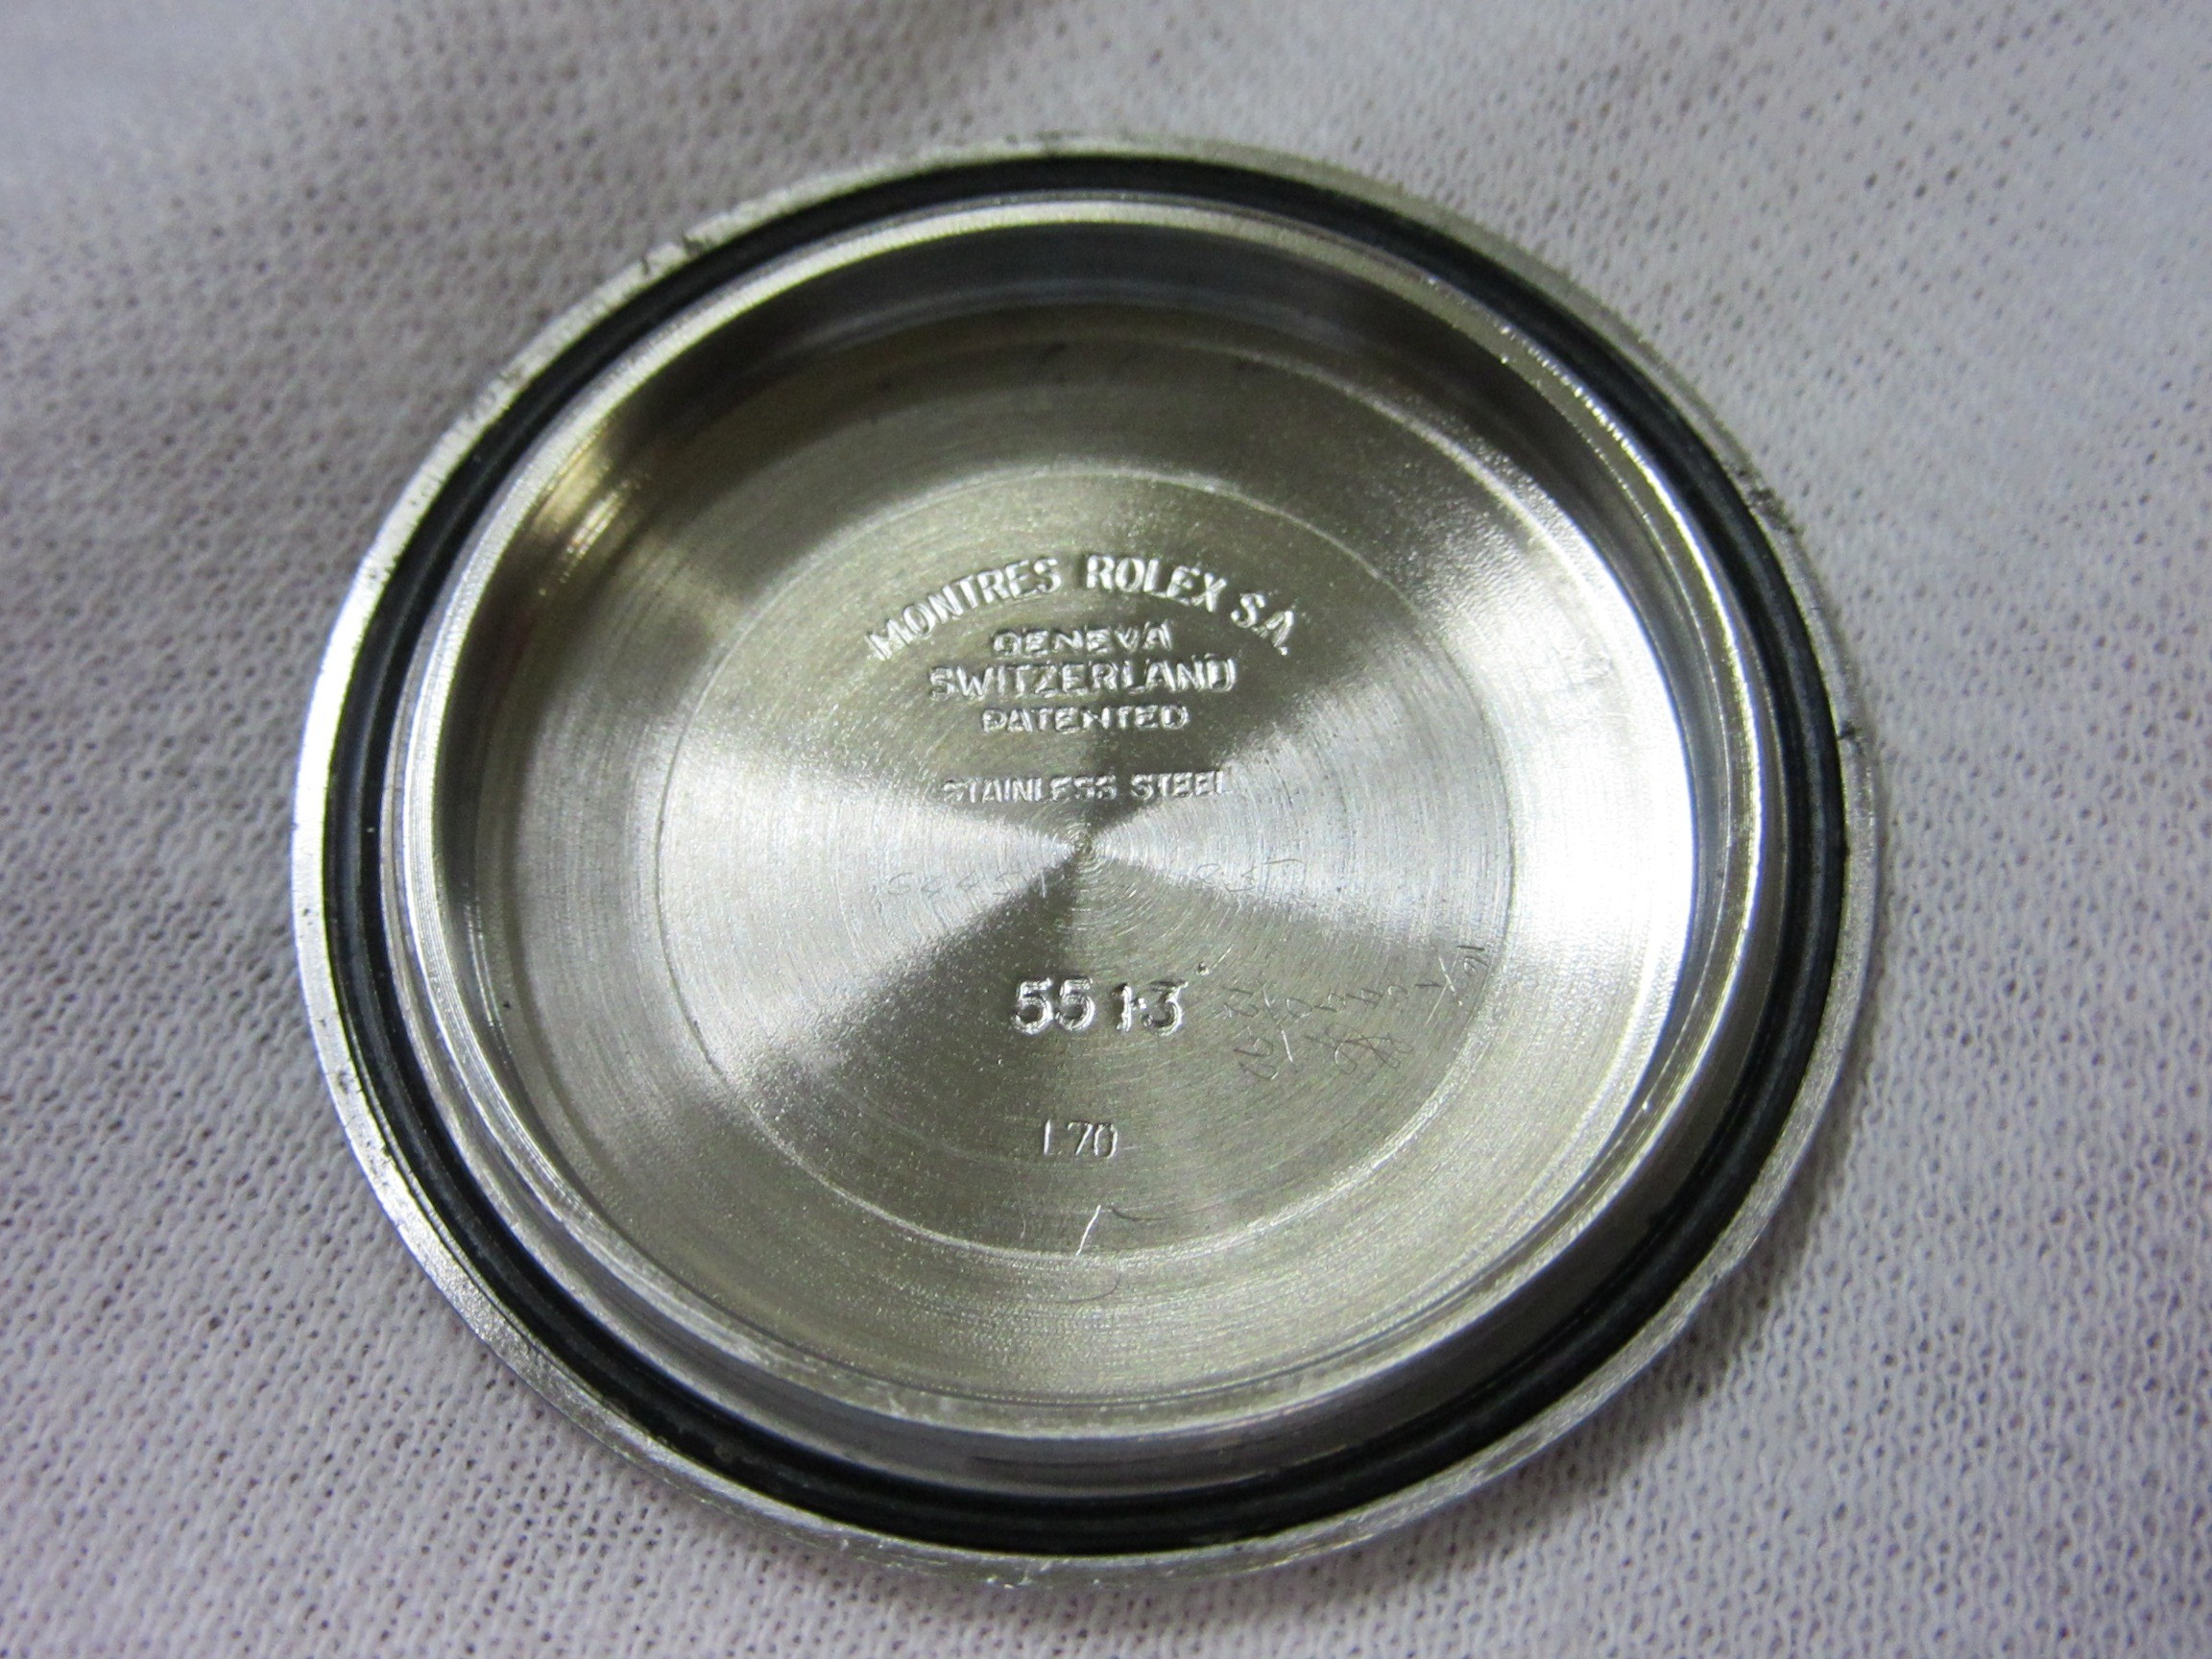 MONTRES ROLEX S.A.
GENEVA
SWITZERLAND
PATENTED
STAINLESS STEEL
5513
I 70